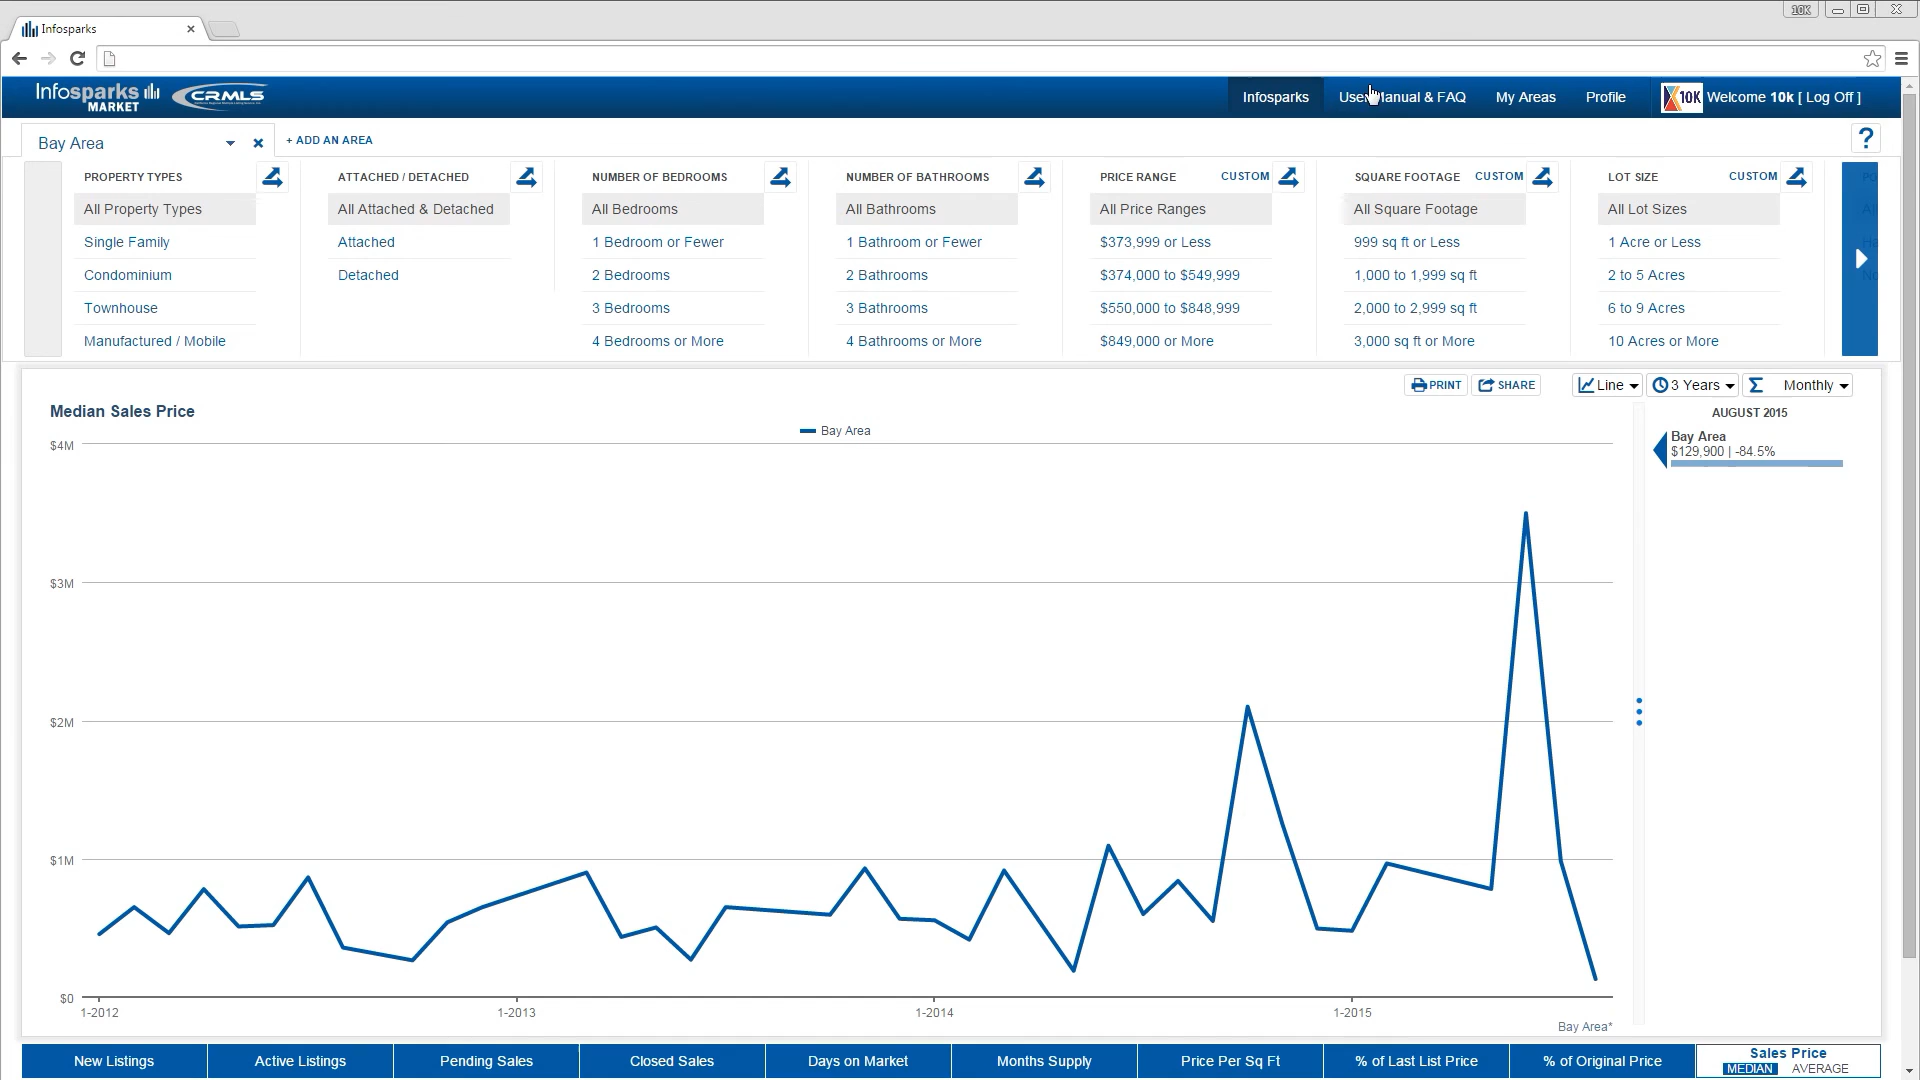 10K
Infosparks
Infosparks
MARKET
CRMLS
Infosparks
User Manual & FAQ
My Areas
Profile
10K
Welcome 10k [ Log Off ]
Bay Area
+ ADD AN AREA
?
PROPERTY TYPES
All Property Types
Single Family
Condominium
Townhouse
Manufactured / Mobile
ATTACHED / DETACHED
All Attached & Detached
Attached
Detached
NUMBER OF BEDROOMS
All Bedrooms
1 Bedroom or Fewer
2 Bedrooms
3 Bedrooms
4 Bedrooms or More
NUMBER OF BATHROOMS
All Bathrooms
1 Bathroom or Fewer
2 Bathrooms
3 Bathrooms
4 Bathrooms or More
PRICE RANGE CUSTOM
All Price Ranges
$373,999 or Less
$374,000 to $549,999
$550,000 to $848,999
$849,000 or More
SQUARE FOOTAGE CUSTOM
All Square Footage
999 sq ft or Less
1,000 to 1,999 sq ft
2,000 to 2,999 sq ft
3,000 sq ft or More
LOT SIZE CUSTOM
All Lot Sizes
1 Acre or Less
2 to 5 Acres
6 to 9 Acres
10 Acres or More
PRINT
SHARE
Line
3 Years
Σ Monthly
Median Sales Price
Bay Area
AUGUST 2015
Bay Area
$129,900 | -84.5%
$4M
$3M
$2M
$1M
$0
1-2012
1-2013
1-2014
1-2015
Bay Area*
New Listings
Active Listings
Pending Sales
Closed Sales
Days on Market
Months Supply
Price Per Sq Ft
% of Last List Price
% of Original Price
Sales Price
MEDIAN AVERAGE